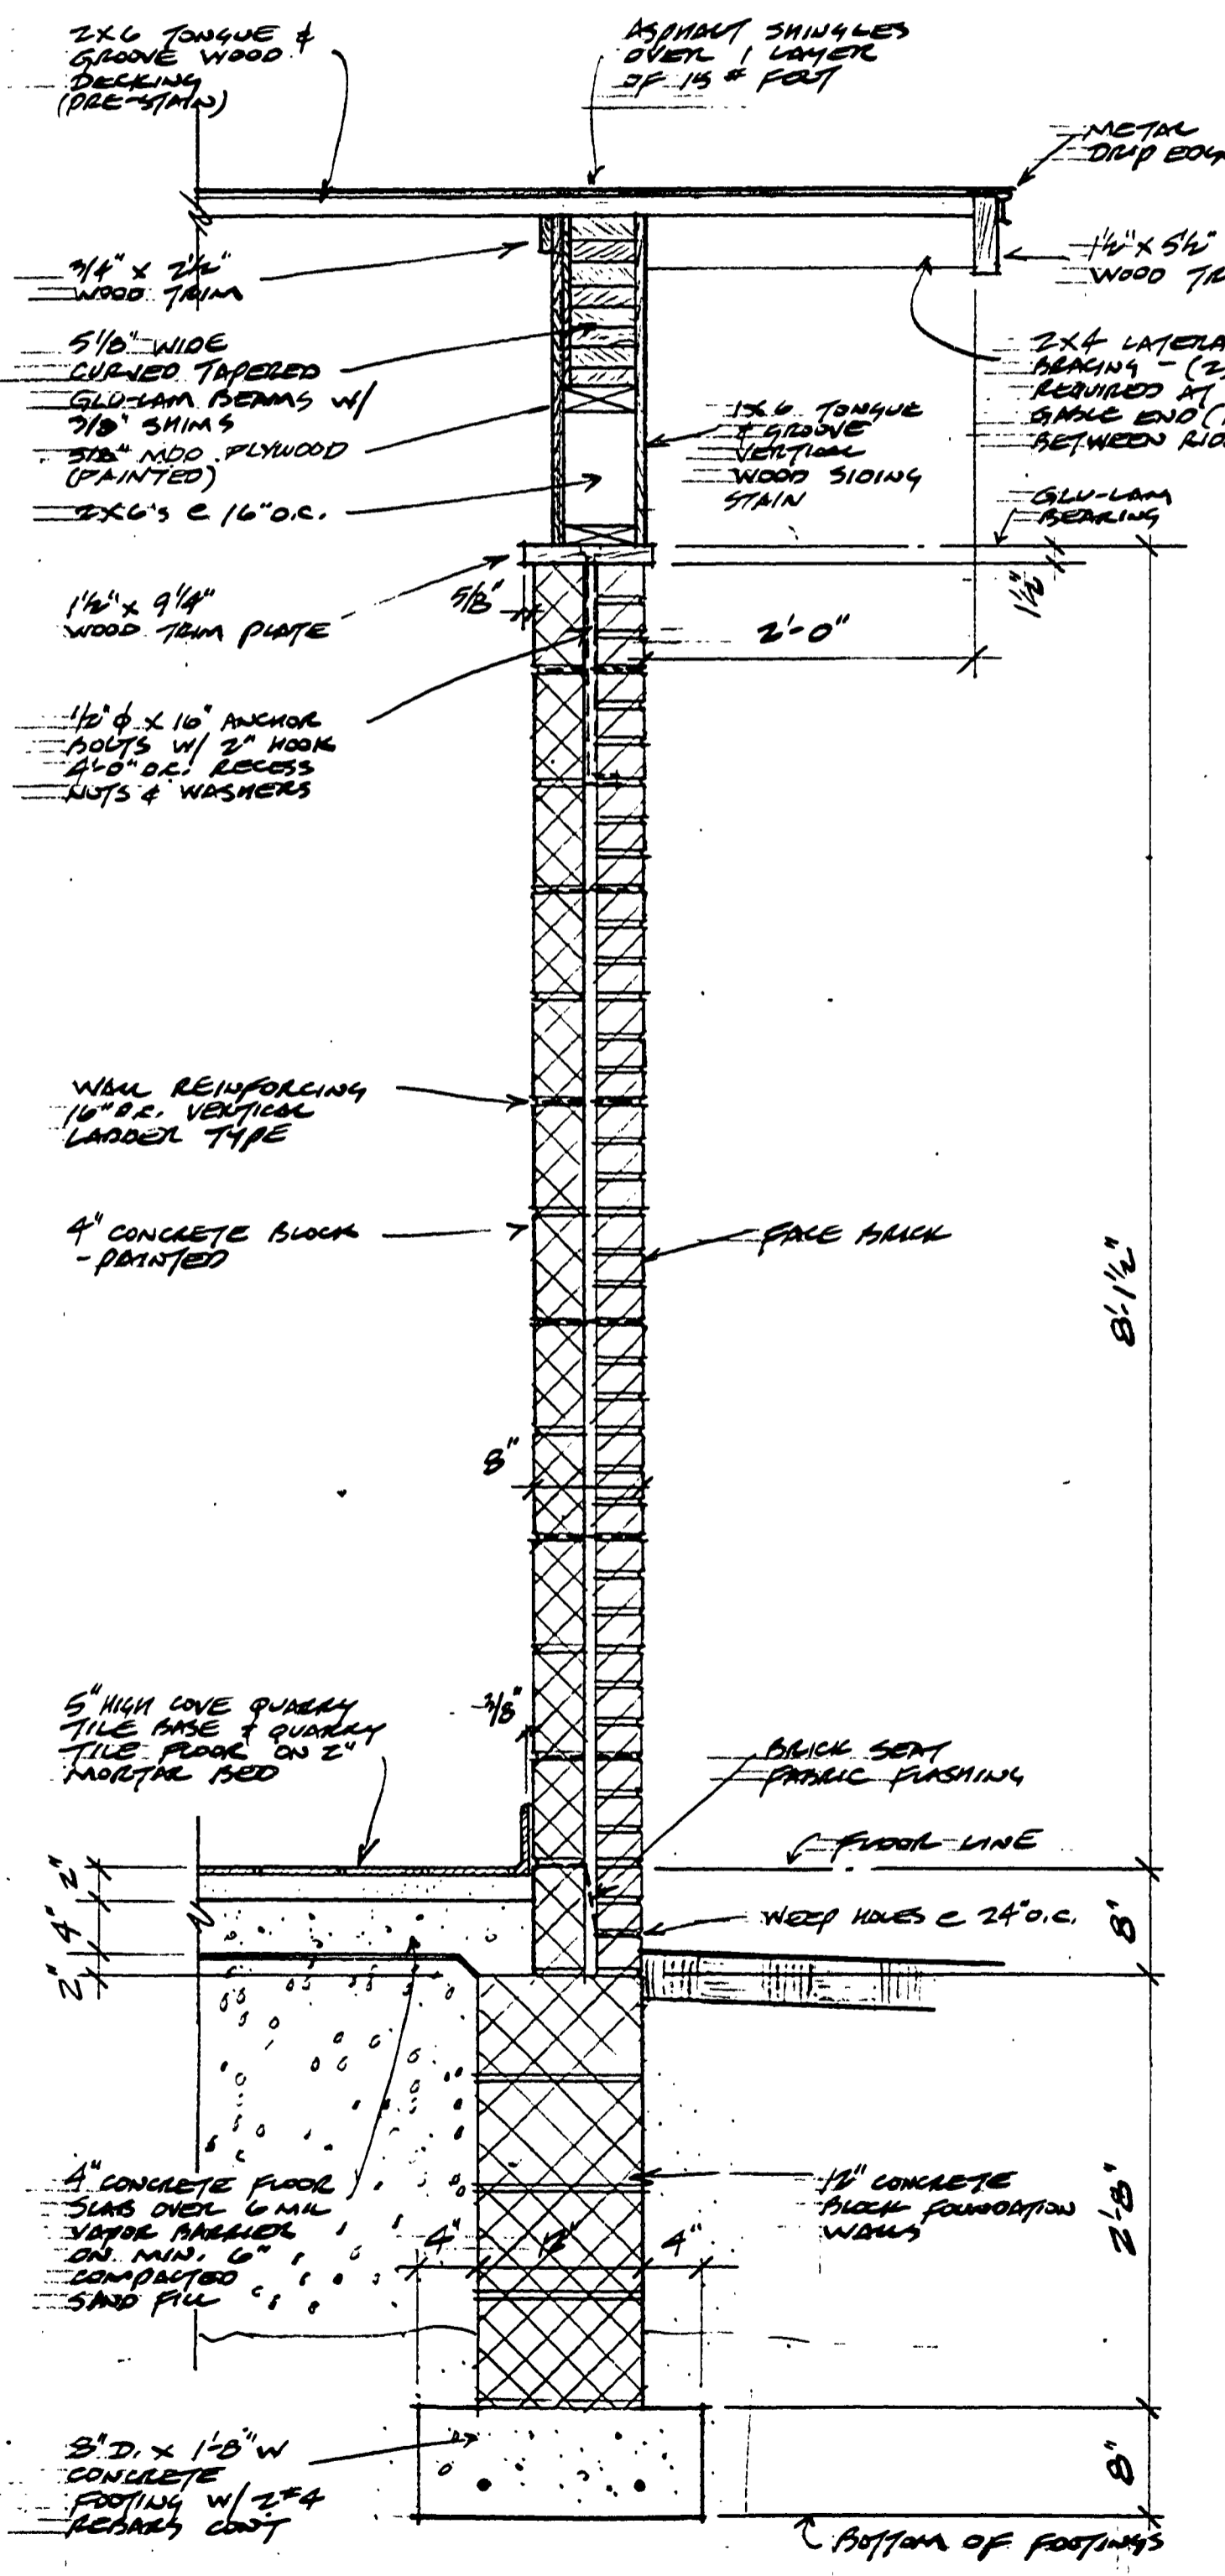 2X6 TONGUE &
GROOVE WOOD
DECKING
(PRE-STAIN)
ASPHALT SHINGLES
OVER 1 LAYER
OF 15 # FELT
METAL
DRIP EDG
3/4" X 2 1/2"
WOOD TRIM
1 1/2" X 5 1/2"
WOOD TR
5 1/8" WIDE
CURVED TAPERED
GLU-LAM BEAMS W/
3/8" SHIMS
5/8" MDO PLYWOOD
(PAINTED)
2X6's @ 16" O.C.
1X6 TONGUE
& GROOVE
VERTICAL
WOOD SIDING
STAIN
2X4 LATERA
BRACING - (2
REQUIRED AT
GABLE END (
BETWEEN RID
GLU-LAM
BEARING
1 1/2" X 9 1/4"
WOOD TRIM PLATE
5/8"
1 1/2"
2'-0"
1/2" φ X 16" ANCHOR
BOLTS W/ 2" HOOK
4'-0" O.C. RECESS
NUTS & WASHERS
WALL REINFORCING
16" O.C. VERTICAL
LADDER TYPE
4" CONCRETE BLOCK
- PAINTED
FACE BRICK
8'-1 1/2"
8"
5" HIGH COVE QUARRY
TILE BASE & QUARRY
TILE FLOOR ON 2"
MORTAR BED
3/8"
BRICK SEAT
FABRIC FLASHING
FLOOR LINE
WEEP HOLES @ 24" O.C.
2"
4"
2"
8"
4" CONCRETE FLOOR
SLAB OVER 6 MIL
VAPOR BARRIER
ON MIN. 6"
COMPACTED
SAND FILL
4"
12"
4"
12" CONCRETE
BLOCK FOUNDATION
WALLS
2'-8"
8" D. X 1'-8" W
CONCRETE
FOOTING W/ 2 #4
REBARS CON'T
8"
BOTTOM OF FOOTINGS